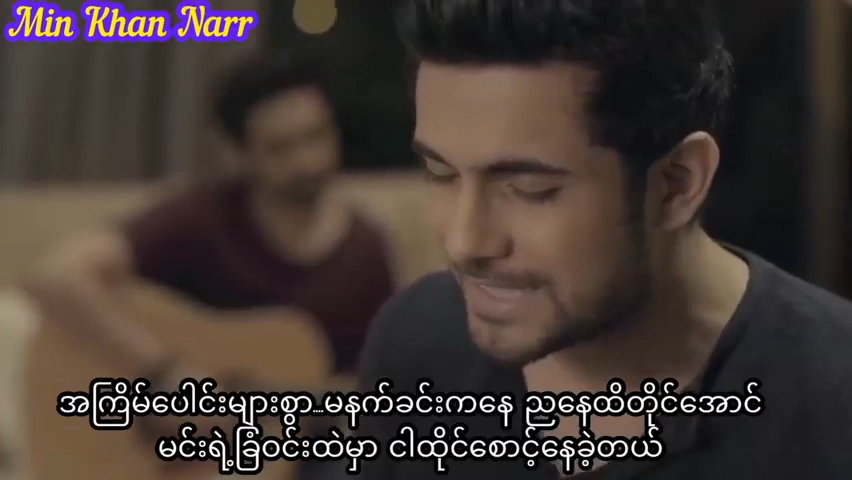 Min Khan Narr
အကြိမ်ပေါင်းများစွာ...မနက်ခင်းကနေ ညနေထိတိုင်အောင်
မင်းရဲ့ခြံဝင်းထဲမှာ ငါထိုင်စောင့်နေခဲ့တယ်